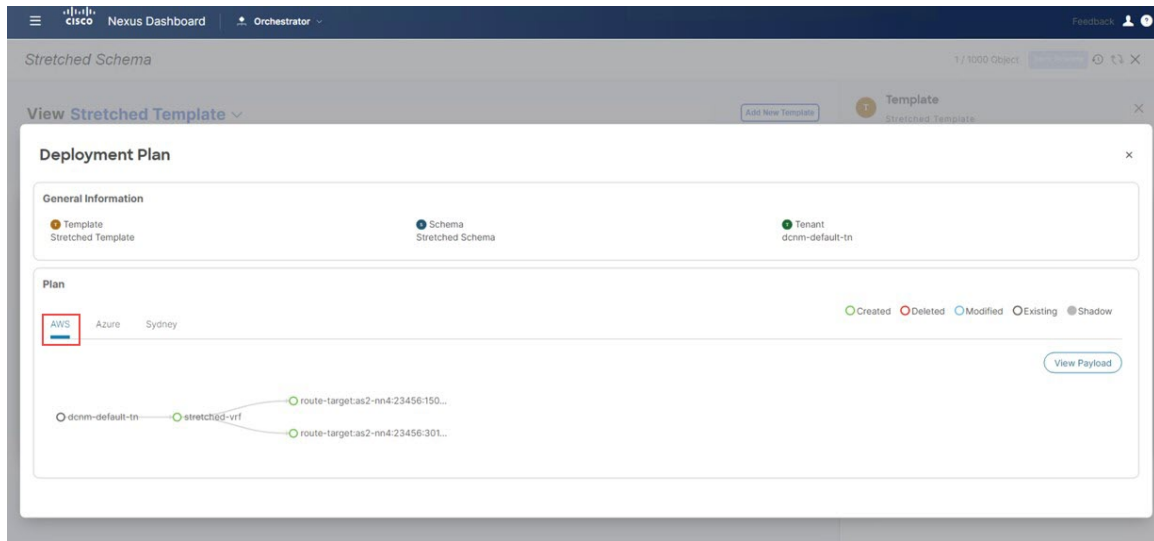 cisco Nexus Dashboard Orchestrator Feedback
Stretched Schema 1 / 1000 Object
View Stretched Template Add New Template
T Template
Stretched Template
Deployment Plan
General Information
Template Schema Tenant
Stretched Template Stretched Schema dcnm-default-tn
Plan
AWS Azure Sydney
Created Deleted Modified Existing Shadow
View Payload
route-target:as2-nn4:23456:150...
dcnm-default-tn stretched-vrf
route-target:as2-nn4:23456:301...